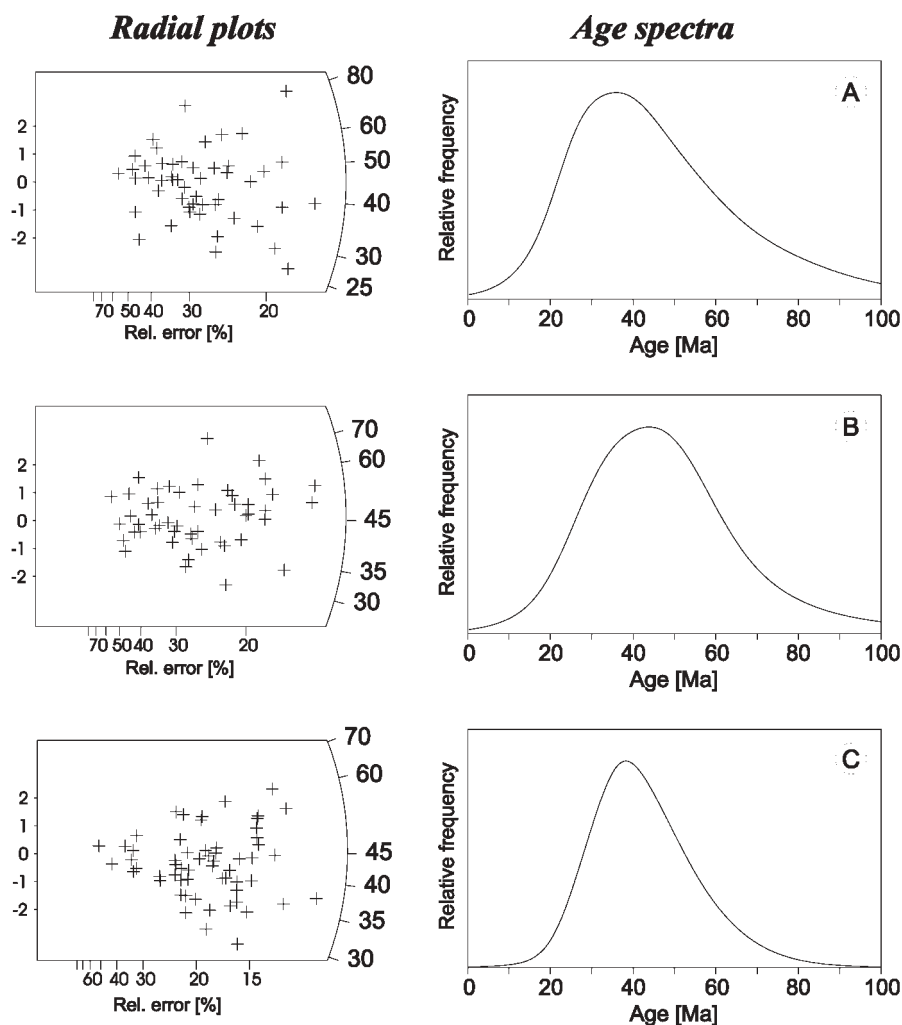 Radial plots
Age spectra
80
60
50
40
30
25
2
1
0
-1
-2
70 50 40 30 20
Rel. error [%]
A
Relative frequency
0 20 40 60 80 100
Age [Ma]
70
60
45
35
30
2
1
0
-1
-2
70 50 40 30 20
Rel. error [%]
B
Relative frequency
0 20 40 60 80 100
Age [Ma]
70
60
45
40
35
30
2
1
0
-1
-2
60 40 30 20 15
Rel. error [%]
C
Relative frequency
0 20 40 60 80 100
Age [Ma]